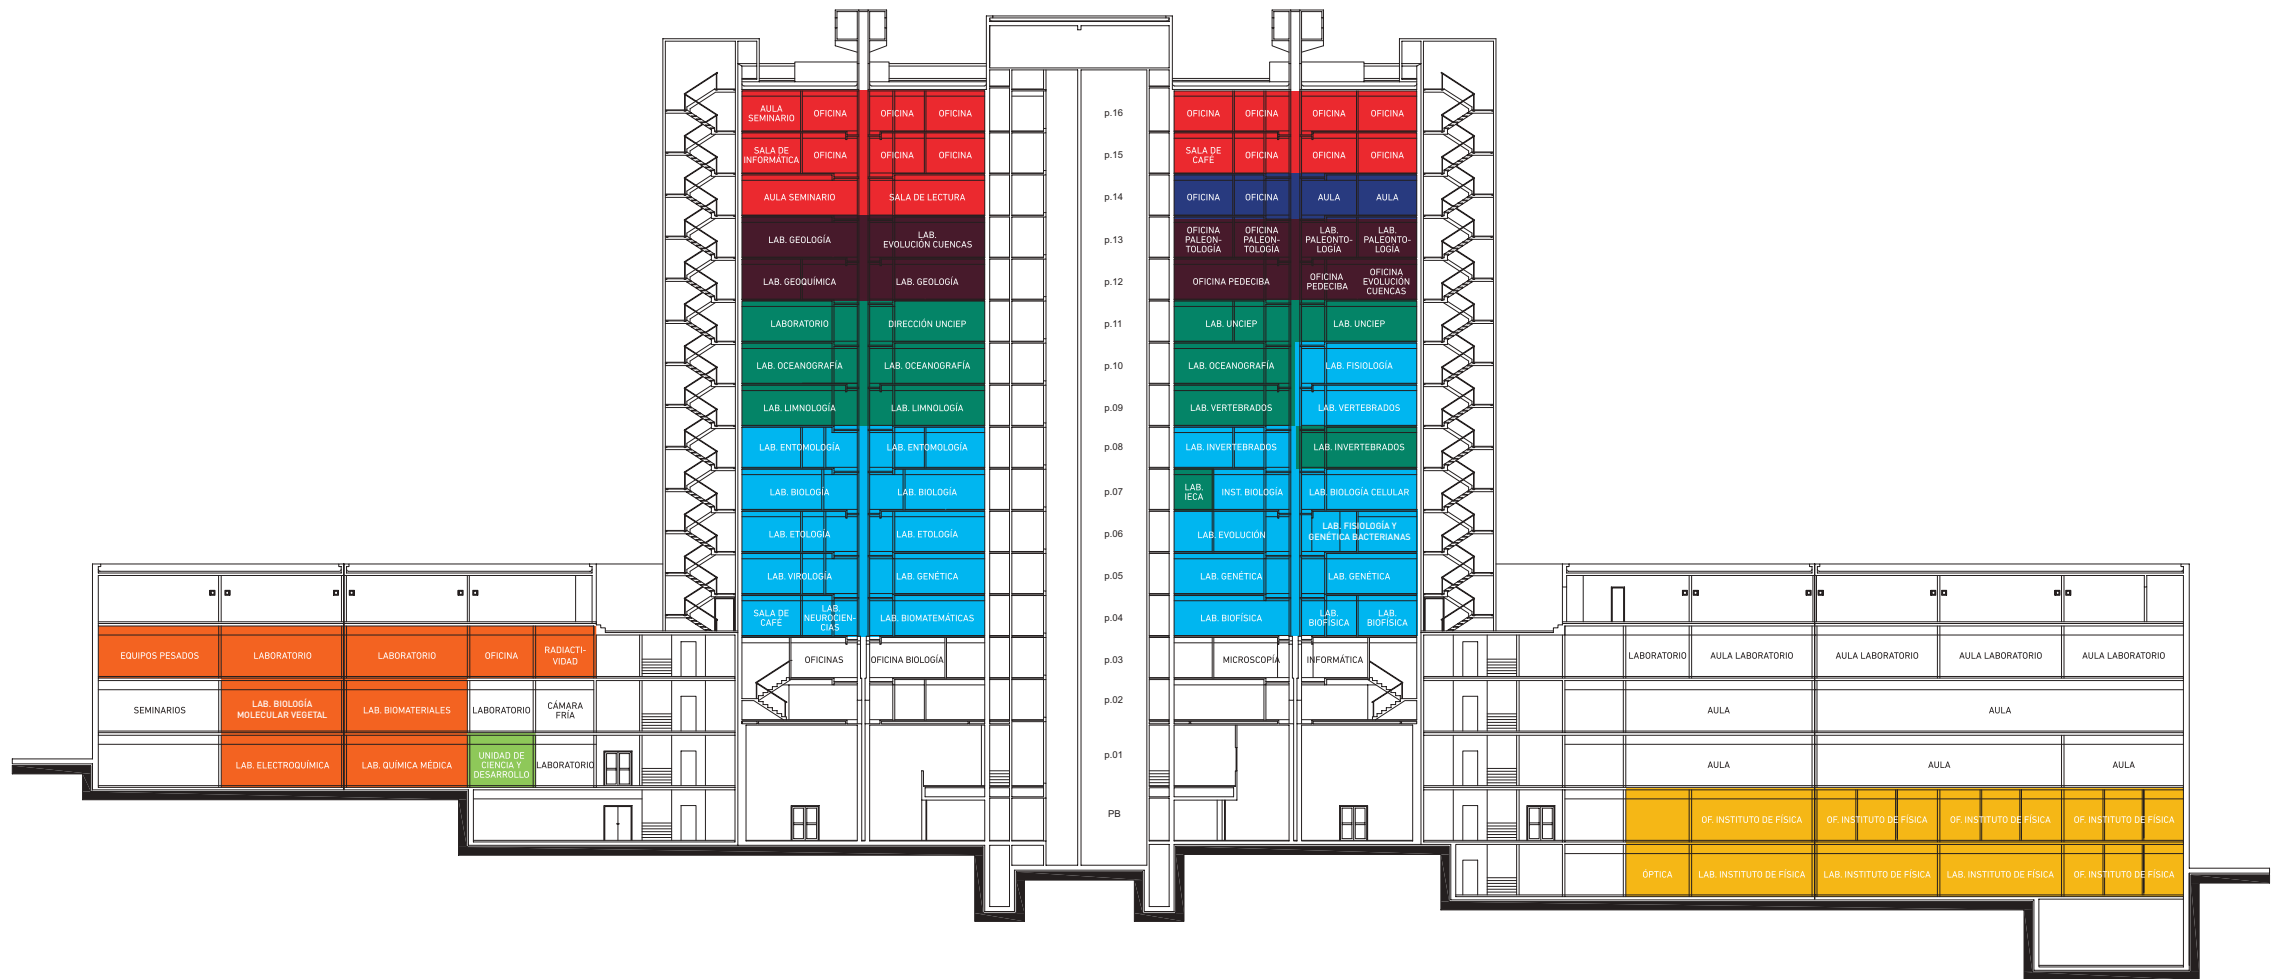 AULA
SEMINARIO
OFICINA
OFICINA
OFICINA
p.16
OFICINA
OFICINA
OFICINA
OFICINA
SALA DE
INFORMÁTICA
OFICINA
OFICINA
OFICINA
p.15
SALA DE
CAFÉ
OFICINA
OFICINA
OFICINA
AULA SEMINARIO
SALA DE LECTURA
p.14
OFICINA
OFICINA
AULA
AULA
LAB. GEOLOGÍA
LAB.
EVOLUCIÓN CUENCAS
p.13
OFICINA
PALEON-
TOLOGÍA
OFICINA
PALEON-
TOLOGÍA
LAB.
PALEONTO-
LOGÍA
LAB.
PALEONTO-
LOGÍA
LAB. GEOQUÍMICA
LAB. GEOLOGÍA
p.12
OFICINA PEDECIBA
OFICINA
PEDECIBA
OFICINA
EVOLUCIÓN
CUENCAS
LABORATORIO
DIRECCIÓN UNCIEP
p.11
LAB. UNCIEP
LAB. UNCIEP
LAB. OCEANOGRAFÍA
LAB. OCEANOGRAFÍA
p.10
LAB. OCEANOGRAFÍA
LAB. FISIOLOGÍA
LAB. LIMNOLOGÍA
LAB. LIMNOLOGÍA
p.09
LAB. VERTEBRADOS
LAB. VERTEBRADOS
LAB. ENTOMOLOGÍA
LAB. ENTOMOLOGÍA
p.08
LAB. INVERTEBRADOS
LAB. INVERTEBRADOS
LAB. BIOLOGÍA
LAB. BIOLOGÍA
p.07
LAB.
IECA
INST. BIOLOGÍA
LAB. BIOLOGÍA CELULAR
LAB. ETOLOGÍA
LAB. ETOLOGÍA
p.06
LAB. EVOLUCIÓN
LAB. FISIOLOGÍA Y
GENÉTICA BACTERIANAS
LAB. VIROLOGÍA
LAB. GENÉTICA
p.05
LAB. GENÉTICA
LAB. GENÉTICA
SALA DE
CAFÉ
LAB.
NEUROCIEN-
CIAS
LAB. BIOMATEMÁTICAS
p.04
LAB. BIOFÍSICA
LAB.
BIOFÍSICA
LAB.
BIOFÍSICA
EQUIPOS PESADOS
LABORATORIO
LABORATORIO
OFICINA
RADIACTI-
VIDAD
OFICINAS
OFICINA BIOLOGÍA
p.03
MICROSCOPÍA
INFORMÁTICA
LABORATORIO
AULA LABORATORIO
AULA LABORATORIO
AULA LABORATORIO
AULA LABORATORIO
SEMINARIOS
LAB. BIOLOGÍA
MOLECULAR VEGETAL
LAB. BIOMATERIALES
LABORATORIO
CÁMARA
FRÍA
p.02
AULA
AULA
LAB. ELECTROQUÍMICA
LAB. QUÍMICA MÉDICA
UNIDAD DE
CIENCIA Y
DESARROLLO
LABORATORIO
p.01
AULA
AULA
AULA
PB
OF. INSTITUTO DE FÍSICA
OF. INSTITUTO DE FÍSICA
OF. INSTITUTO DE FÍSICA
OF. INSTITUTO DE FÍSICA
ÓPTICA
LAB. INSTITUTO DE FÍSICA
LAB. INSTITUTO DE FÍSICA
LAB. INSTITUTO DE FÍSICA
OF. INSTITUTO DE FÍSICA